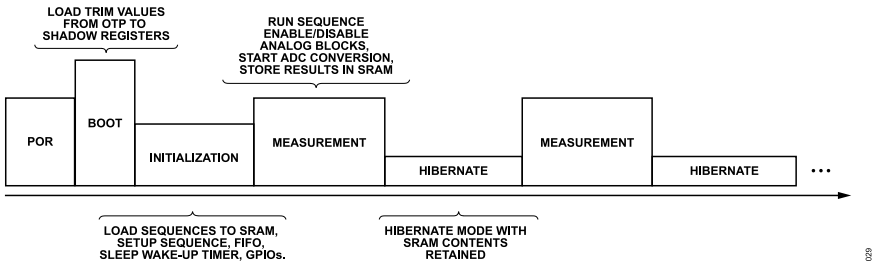 LOAD TRIM VALUES
FROM OTP TO
SHADOW REGISTERS
RUN SEQUENCE
ENABLE/DISABLE
ANALOG BLOCKS,
START ADC CONVERSION,
STORE RESULTS IN SRAM
POR
BOOT
INITIALIZATION
MEASUREMENT
HIBERNATE
MEASUREMENT
HIBERNATE
•••
LOAD SEQUENCES TO SRAM,
SETUP SEQUENCE, FIFO,
SLEEP WAKE-UP TIMER, GPIOs.
HIBERNATE MODE WITH
SRAM CONTENTS
RETAINED
029